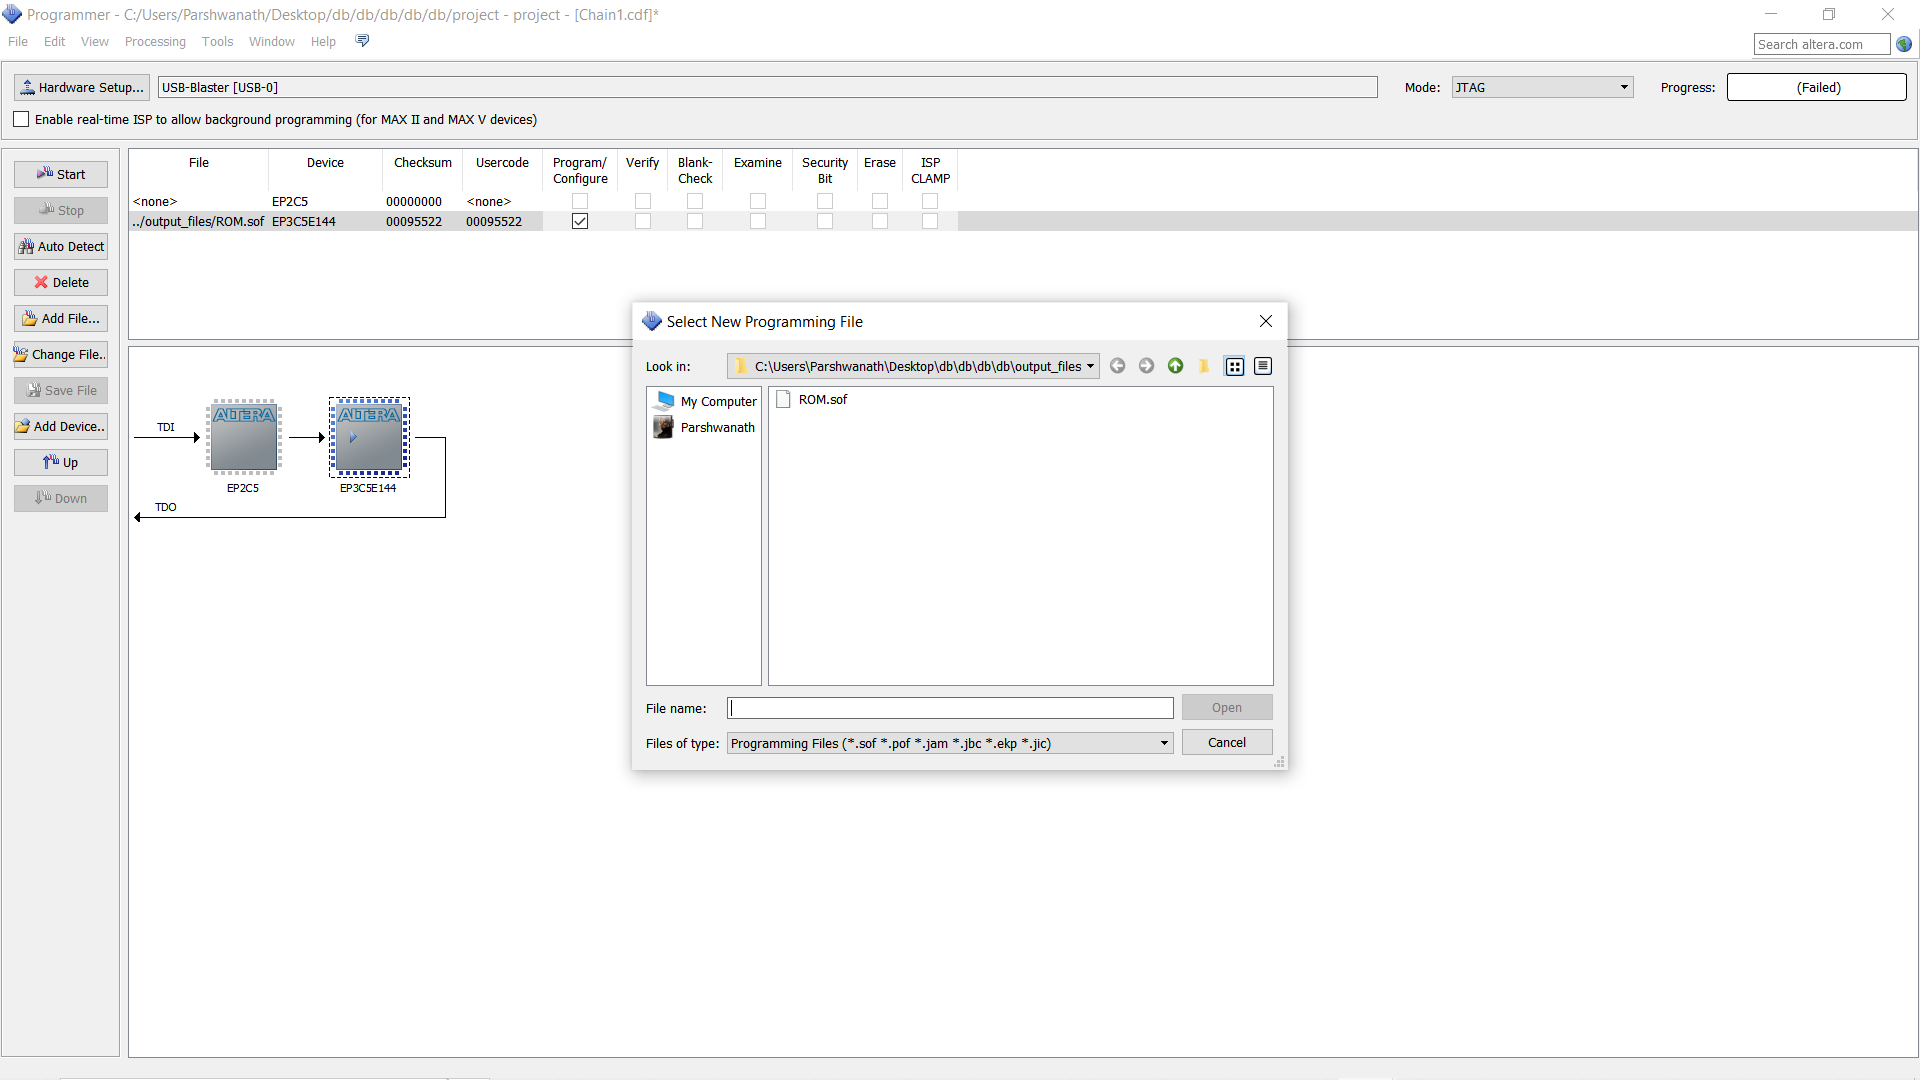 Programmer - C:/Users/Parshwanath/Desktop/db/db/db/db/db/project - project - [Chain1.cdf]*
File Edit View Processing Tools Window Help
Search altera.com
Hardware Setup... USB-Blaster [USB-0] Mode: JTAG Progress: (Failed)
Enable real-time ISP to allow background programming (for MAX II and MAX V devices)
Start
Stop
Auto Detect
Delete
Add File...
Change File..
Save File
Add Device..
Up
Down
File Device Checksum Usercode Program/ Configure Verify Blank- Check Examine Security Bit Erase ISP CLAMP
<none> EP2C5 00000000 <none>
../output_files/ROM.sof EP3C5E144 00095522 00095522
TDI
ALTERA
ALTERA
EP2C5
EP3C5E144
TDO
Select New Programming File
Look in: C:\Users\Parshwanath\Desktop\db\db\db\db\output_files
My Computer
Parshwanath
ROM.sof
File name:
Open
Files of type: Programming Files (*.sof *.pof *.jam *.jbc *.ekp *.jic)
Cancel